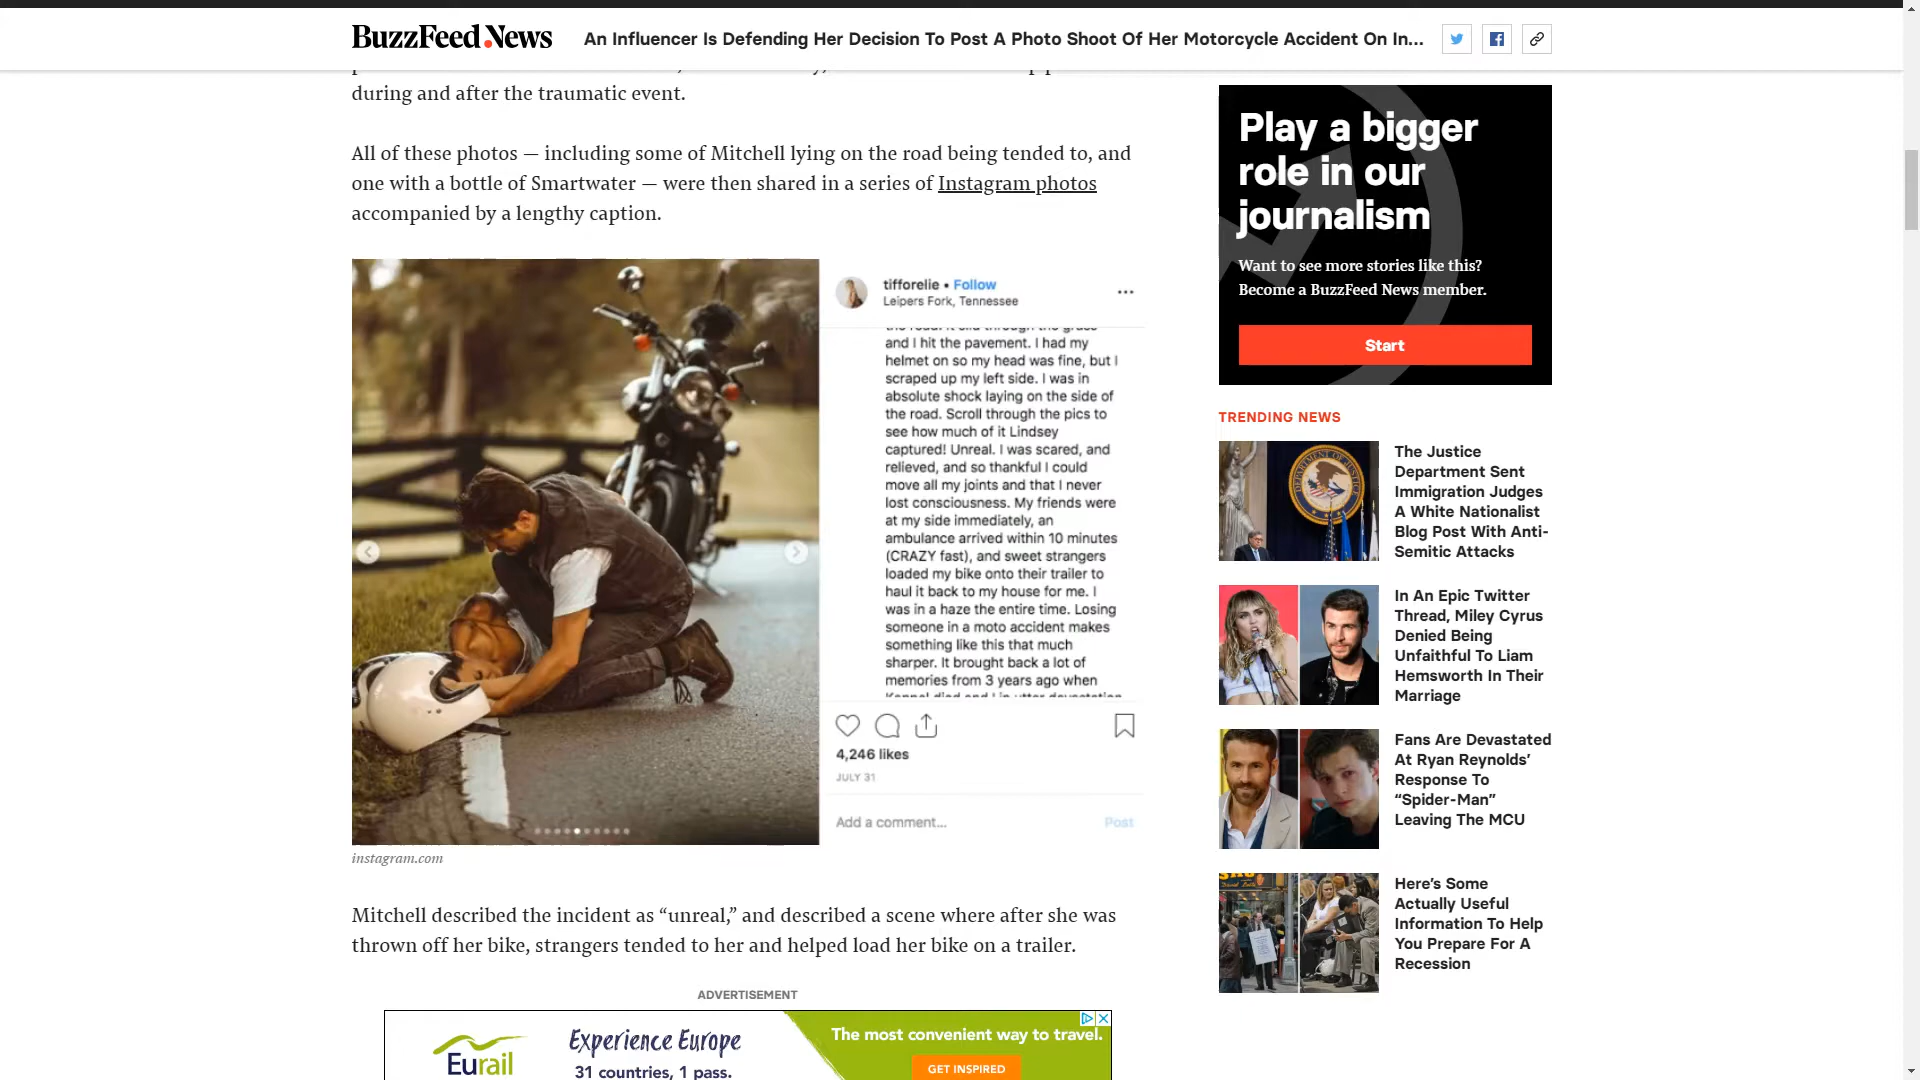 BuzzFeed News
An Influencer Is Defending Her Decision To Post A Photo Shoot Of Her Motorcycle Accident On In...
during and after the traumatic event.
All of these photos — including some of Mitchell lying on the road being tended to, and
one with a bottle of Smartwater — were then shared in a series of Instagram photos
accompanied by a lengthy caption.
tifforelie • Follow
Leipers Fork, Tennessee
the road. It slid through the grass
and I hit the pavement. I had my
helmet on so my head was fine, but I
scraped up my left side. I was in
absolute shock laying on the side of
the road. Scroll through the pics to
see how much of it Lindsey
captured! Unreal. I was scared, and
relieved, and so thankful I could
move all my joints and that I never
lost consciousness. My friends were
at my side immediately, an
ambulance arrived within 10 minutes
(CRAZY fast), and sweet strangers
loaded my bike onto their trailer to
haul it back to my house for me. I
was in a haze the entire time. Losing
someone in a moto accident makes
something like this that much
sharper. It brought back a lot of
memories from 3 years ago when
died and I in utter devastation
4,246 likes
JULY 31
Add a comment...
Post
instagram.com
Mitchell described the incident as “unreal,” and described a scene where after she was
thrown off her bike, strangers tended to her and helped load her bike on a trailer.
ADVERTISEMENT
Eurail
Experience Europe
31 countries, 1 pass.
The most convenient way to travel.
GET INSPIRED
Play a bigger
role in our
journalism
Want to see more stories like this?
Become a BuzzFeed News member.
Start
TRENDING NEWS
The Justice
Department Sent
Immigration Judges
A White Nationalist
Blog Post With Anti-
Semitic Attacks
In An Epic Twitter
Thread, Miley Cyrus
Denied Being
Unfaithful To Liam
Hemsworth In Their
Marriage
Fans Are Devastated
At Ryan Reynolds’
Response To
“Spider-Man”
Leaving The MCU
Here’s Some
Actually Useful
Information To Help
You Prepare For A
Recession